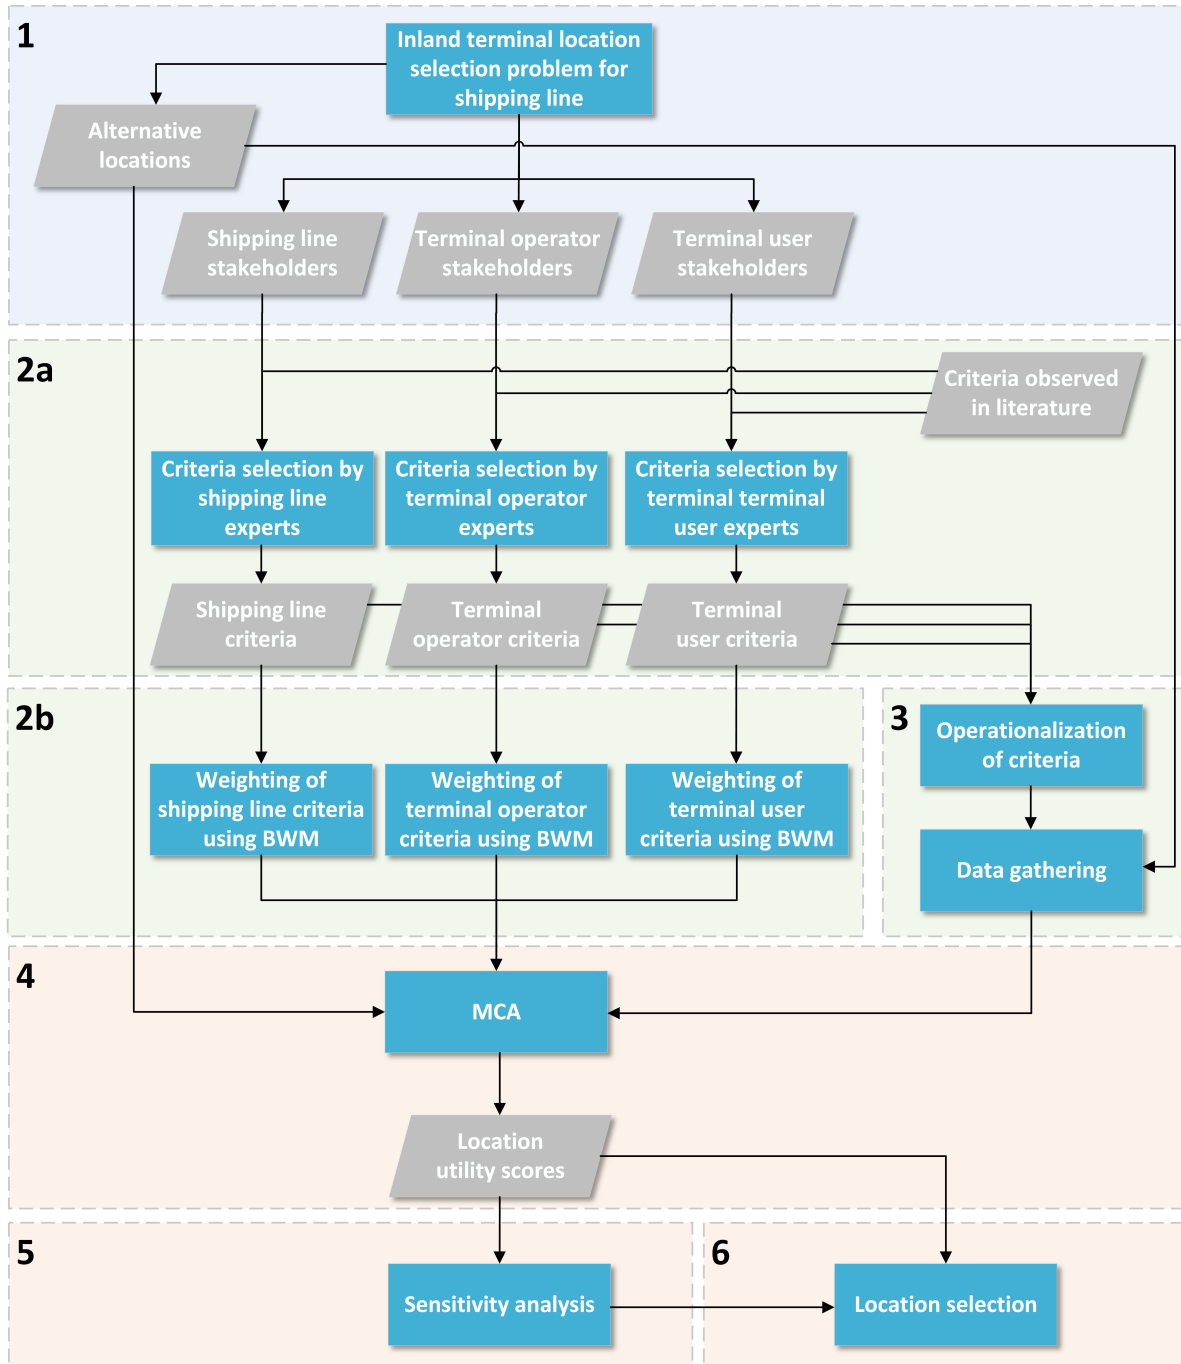 1
Inland terminal location
selection problem for
shipping line
Alternative
locations
Shipping line
stakeholders
Terminal operator
stakeholders
Terminal user
stakeholders
2a
Criteria observed
in literature
Criteria selection by
shipping line
experts
Criteria selection by
terminal operator
experts
Criteria selection by
terminal terminal
user experts
Shipping line
criteria
Terminal
operator criteria
Terminal
user criteria
2b
Weighting of
shipping line criteria
using BWM
Weighting of
terminal operator
criteria using BWM
Weighting of
terminal user
criteria using BWM
3
Operationalization
of criteria
Data gathering
4
MCA
Location
utility scores
5
Sensitivity analysis
6
Location selection